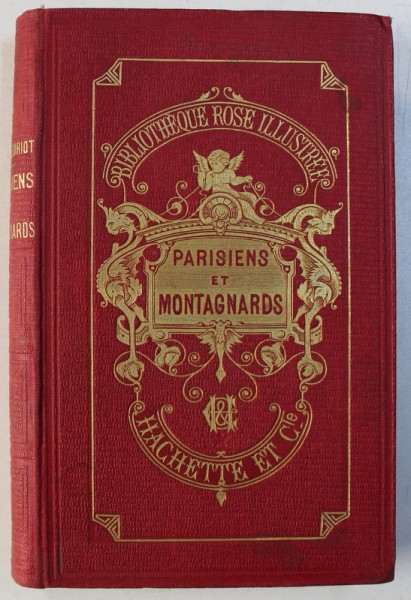 BIBLIOTHÈQUE ROSE ILLUSTRÉE
PARISIENS
ET
MONTAGNARDS
HACHETTE ET Cie